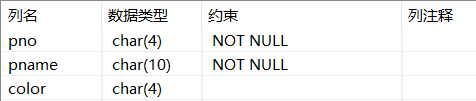 列名 数据类型 约束 列注释
pno char(4) NOT NULL
pname char(10) NOT NULL
color char(4)